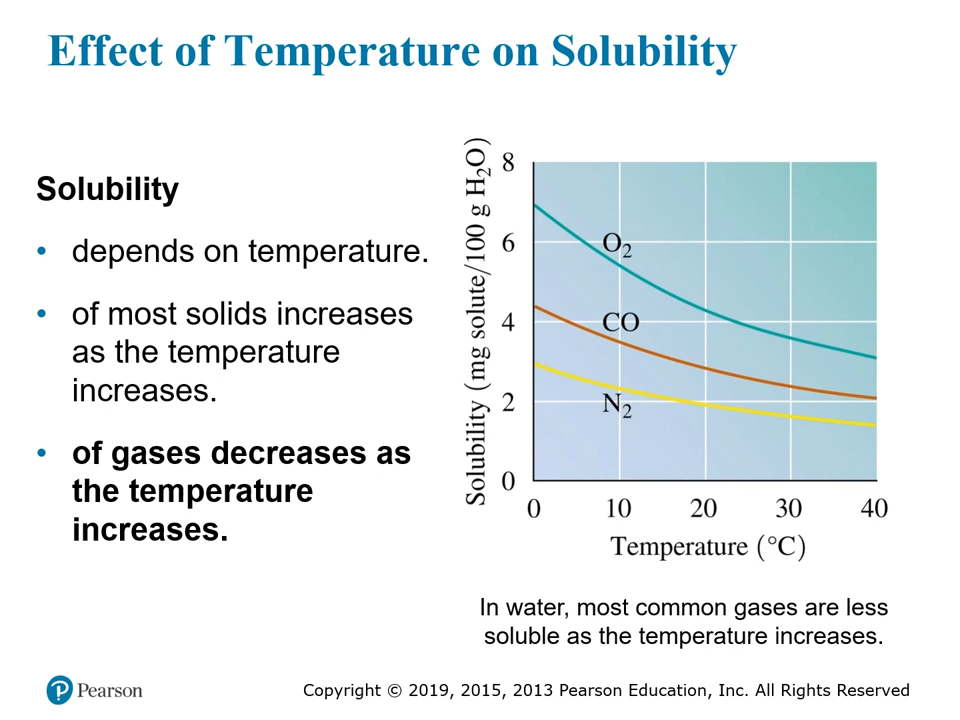 Effect of Temperature on Solubility
Solubility
• depends on temperature.
• of most solids increases
as the temperature
increases.
• of gases decreases as
the temperature
increases.
Solubility (mg solute/100 g H₂O)
8
6
4
2
0
O₂
CO
N₂
0 10 20 30 40
Temperature (°C)
In water, most common gases are less
soluble as the temperature increases.
P Pearson
Copyright © 2019, 2015, 2013 Pearson Education, Inc. All Rights Reserved